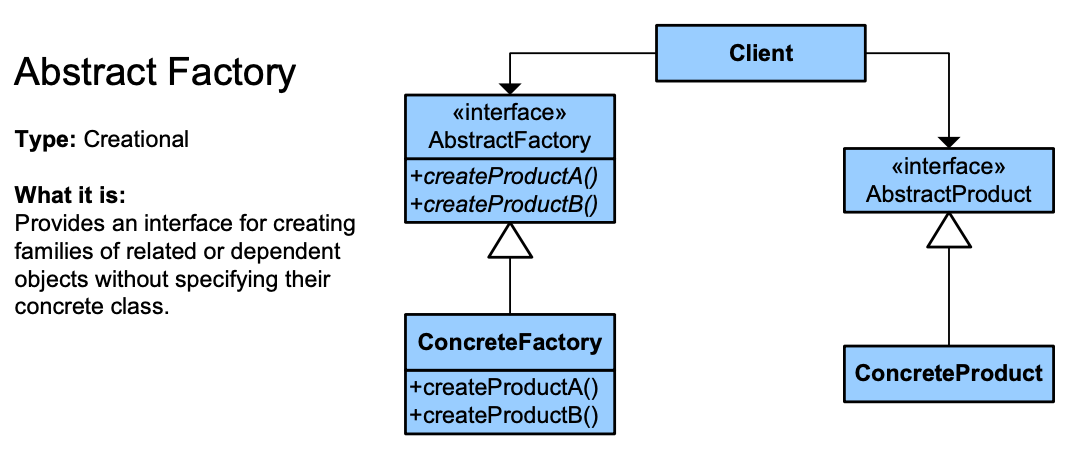 Abstract Factory
Type: Creational
What it is:
Provides an interface for creating
families of related or dependent
objects without specifying their
concrete class.
Client
«interface»
AbstractFactory
+createProductA()
+createProductB()
«interface»
AbstractProduct
ConcreteFactory
+createProductA()
+createProductB()
ConcreteProduct